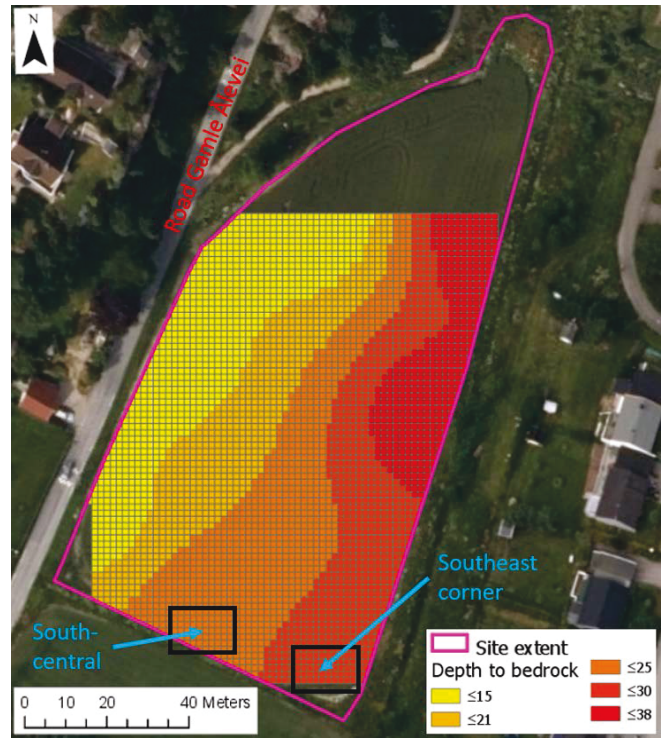 N
Road Gamle Alevei
Southeast
corner
South-
central
Site extent
Depth to bedrock
≤15
≤21
≤25
≤30
≤38
0 10 20 40 Meters